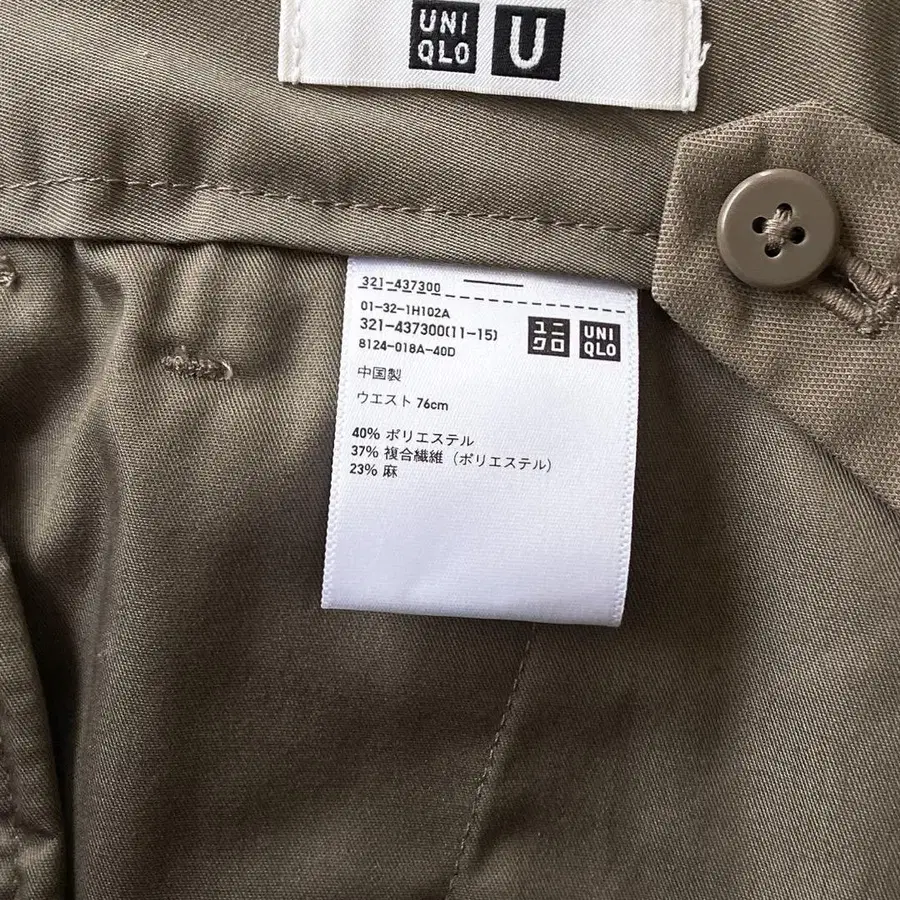 UNI
QLO
U
321-437300
01-32-1H102A
321-437300(11-15)
8124-018A-40D
ユニ
クロ
UNI
QLO
中国製
ウエスト 76cm
40% ポリエステル
37% 複合繊維（ポリエステル）
23% 麻